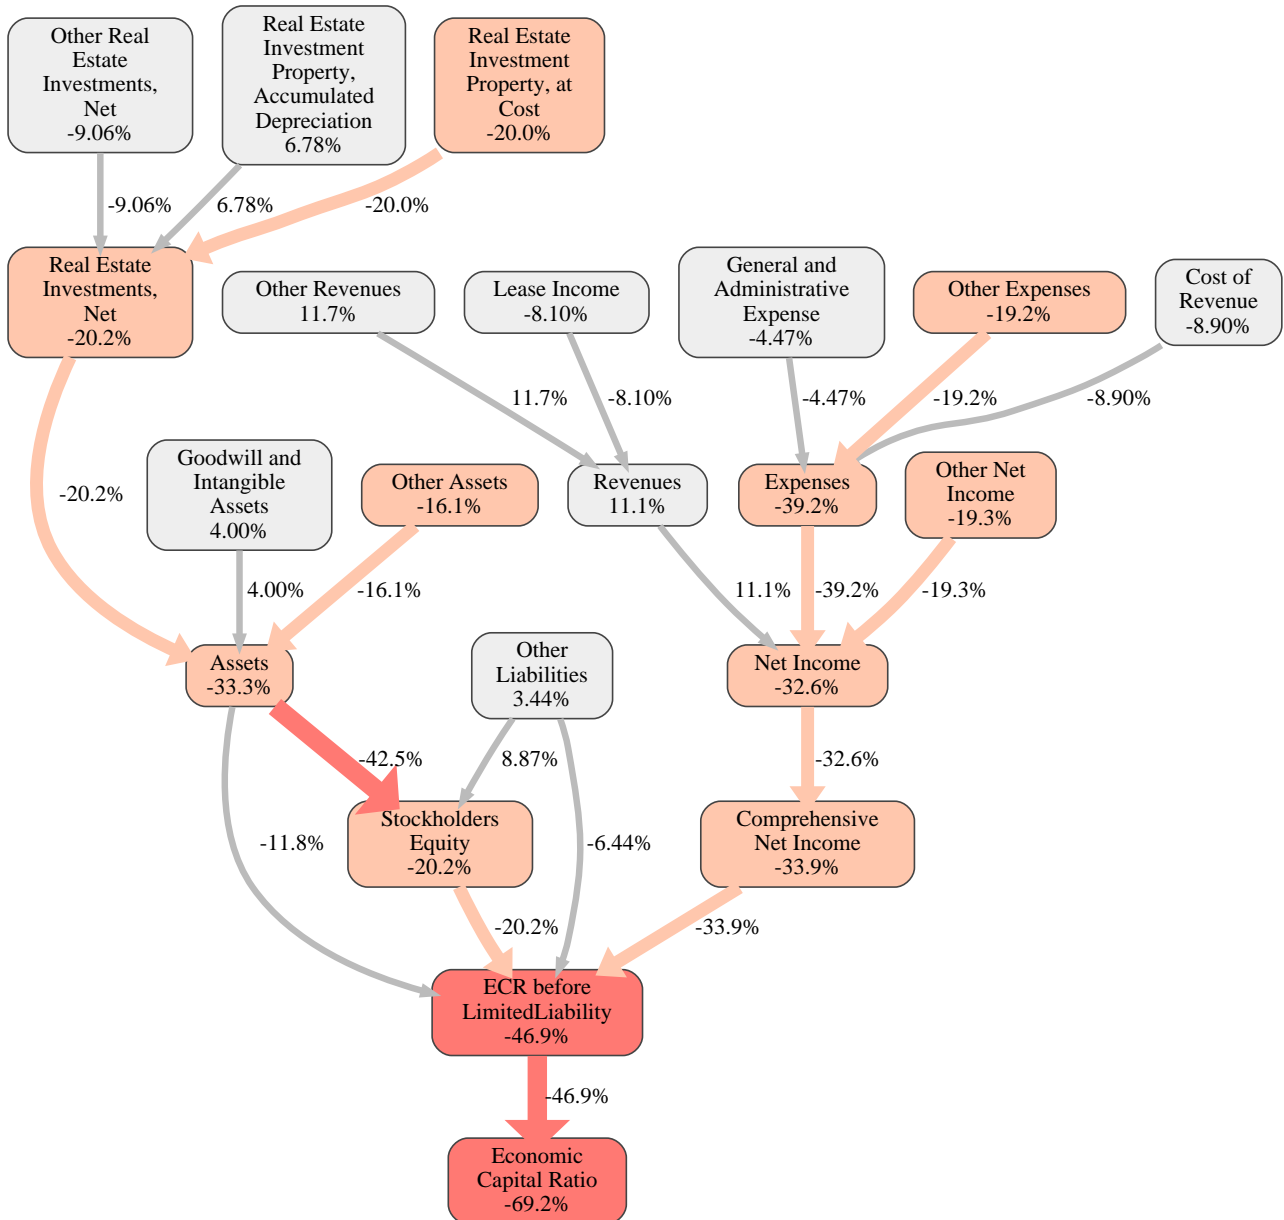 Other Real
Estate
Investments,
Net
-9.06%
Real Estate
Investment
Property,
Accumulated
Depreciation
6.78%
Real Estate
Investment
Property, at
Cost
-20.0%
-9.06%
6.78%
-20.0%
Real Estate
Investments,
Net
-20.2%
Other Revenues
11.7%
Lease Income
-8.10%
General and
Administrative
Expense
-4.47%
Other Expenses
-19.2%
Cost of
Revenue
-8.90%
11.7%
-8.10%
-4.47%
-19.2%
-8.90%
-20.2%
Goodwill and
Intangible
Assets
4.00%
Other Assets
-16.1%
Revenues
11.1%
Expenses
-39.2%
Other Net
Income
-19.3%
4.00%
-16.1%
11.1%
-39.2%
-19.3%
Assets
-33.3%
Other
Liabilities
3.44%
Net Income
-32.6%
-42.5%
8.87%
-32.6%
-11.8%
Stockholders
Equity
-20.2%
-6.44%
Comprehensive
Net Income
-33.9%
-20.2%
-33.9%
ECR before
LimitedLiability
-46.9%
-46.9%
Economic
Capital Ratio
-69.2%